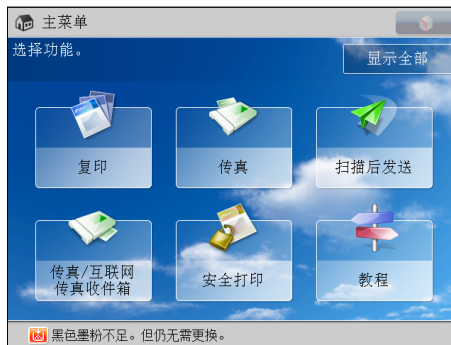 主菜单
选择功能。
显示全部
复印
传真
扫描后发送
传真/互联网
传真收件箱
安全打印
教程
黑色墨粉不足。但仍无需更换。